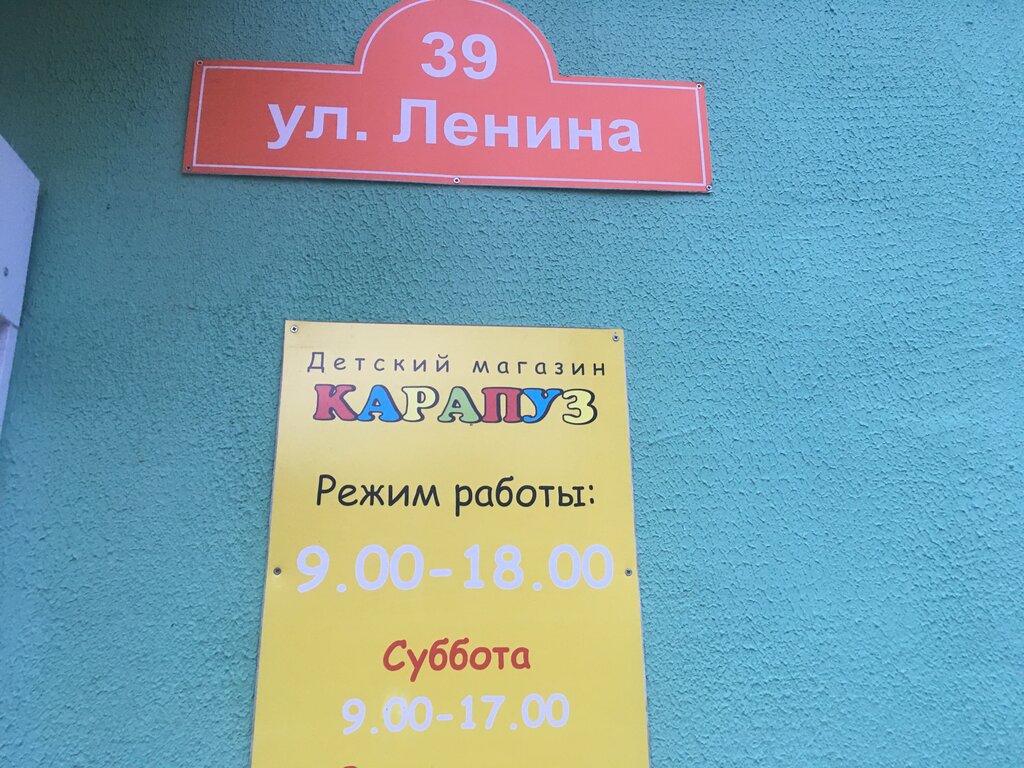 39
ул. Ленина
Детский магазин
КАРАПУЗ
Режим работы:
9.00-18.00
Суббота
9.00-17.00